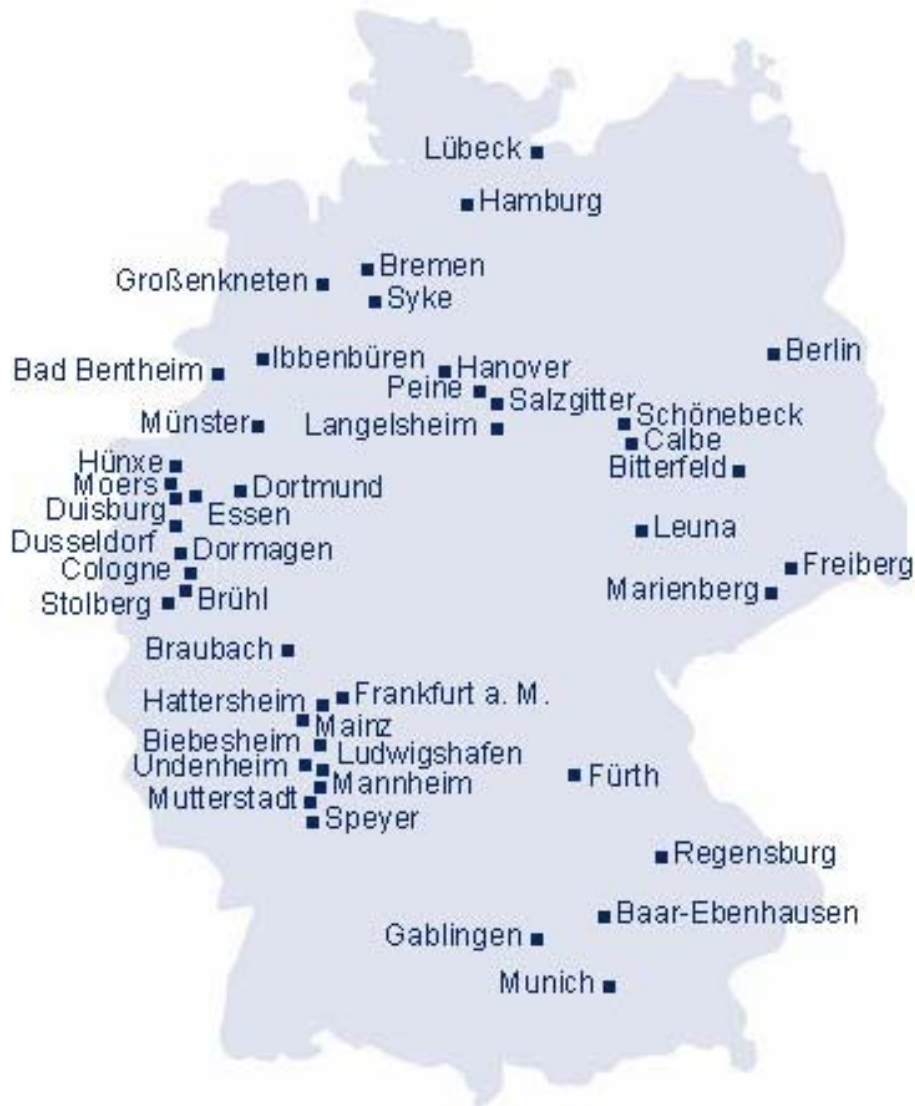 Lübeck
Hamburg
Bremen
Großenkneten
Syke
Berlin
Ibbenbüren
Hanover
Bad Bentheim
Peine
Salzgitter
Schönebeck
Münster
Langelsheim
Calbe
Hünxe
Bitterfeld
Moers
Dortmund
Duisburg
Essen
Leuna
Dusseldorf
Dormagen
Cologne
Freiberg
Marienberg
Stolberg
Brühl
Braubach
Frankfurt a. M.
Hattersheim
Mainz
Biebesheim
Ludwigshafen
Undenheim
Fürth
Mannheim
Mutterstadt
Speyer
Regensburg
Baar-Ebenhausen
Gablingen
Munich